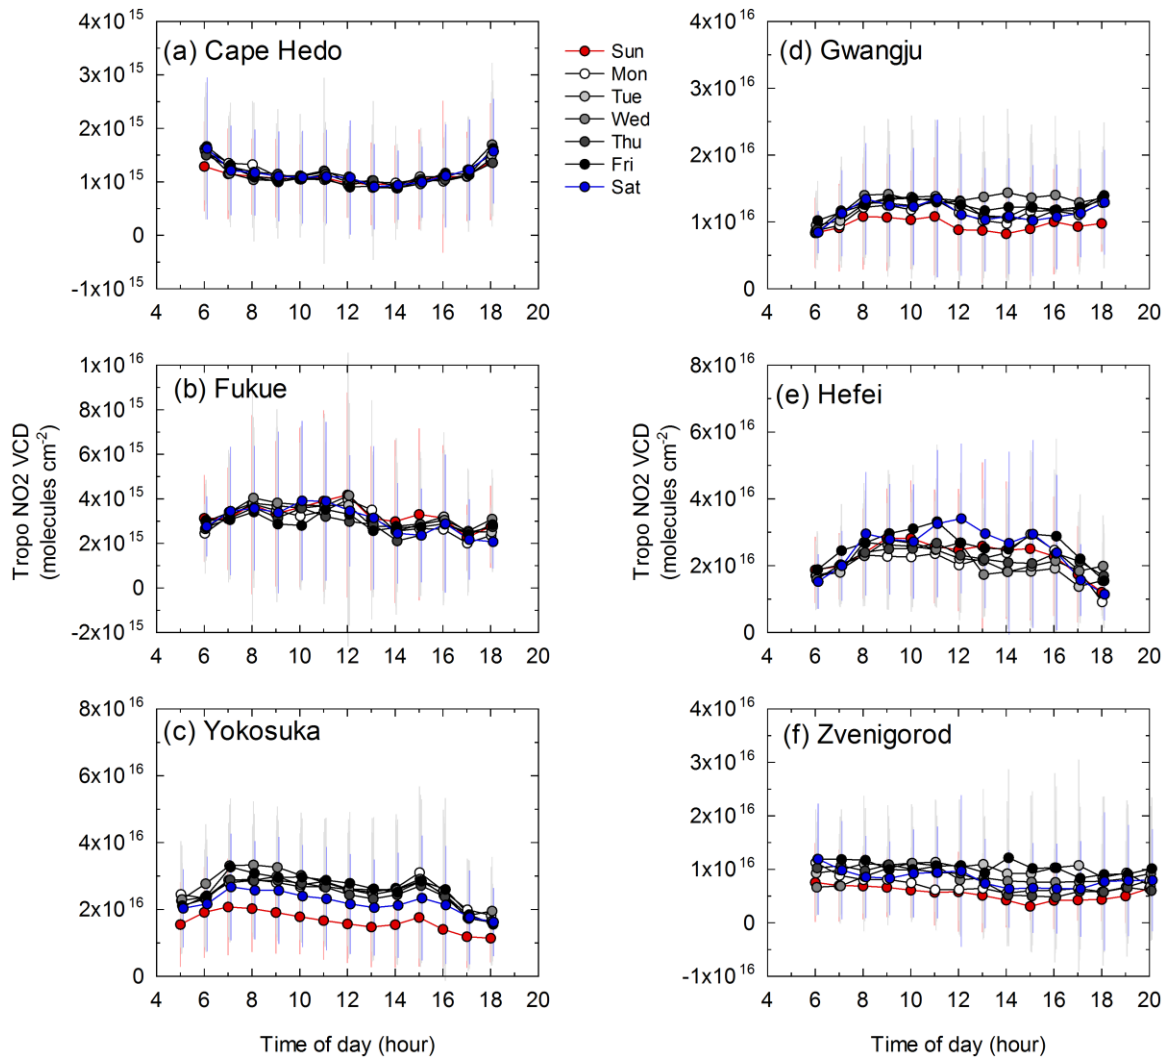 (a) Cape Hedo
4x10 15
3x10 15
2x10 15
1x10 15
0
-1x10 15
4 6 8 10 12 14 16 18 20
Sun
Mon
Tue
Wed
Thu
Fri
Sat
(d) Gwangju
4x10 16
3x10 16
2x10 16
1x10 16
0
4 6 8 10 12 14 16 18 20
(b) Fukue
1x10 16
8x10 15
6x10 15
4x10 15
2x10 15
0
-2x10 15
4 6 8 10 12 14 16 18 20
Tropo NO2 VCD
(molecules cm-2)
(e) Hefei
8x10 16
6x10 16
4x10 16
2x10 16
0
4 6 8 10 12 14 16 18 20
Tropo NO2 VCD
(molecules cm-2)
(c) Yokosuka
8x10 16
6x10 16
4x10 16
2x10 16
0
4 6 8 10 12 14 16 18 20
Time of day (hour)
(f) Zvenigorod
4x10 16
3x10 16
2x10 16
1x10 16
0
-1x10 16
4 6 8 10 12 14 16 18 20
Time of day (hour)